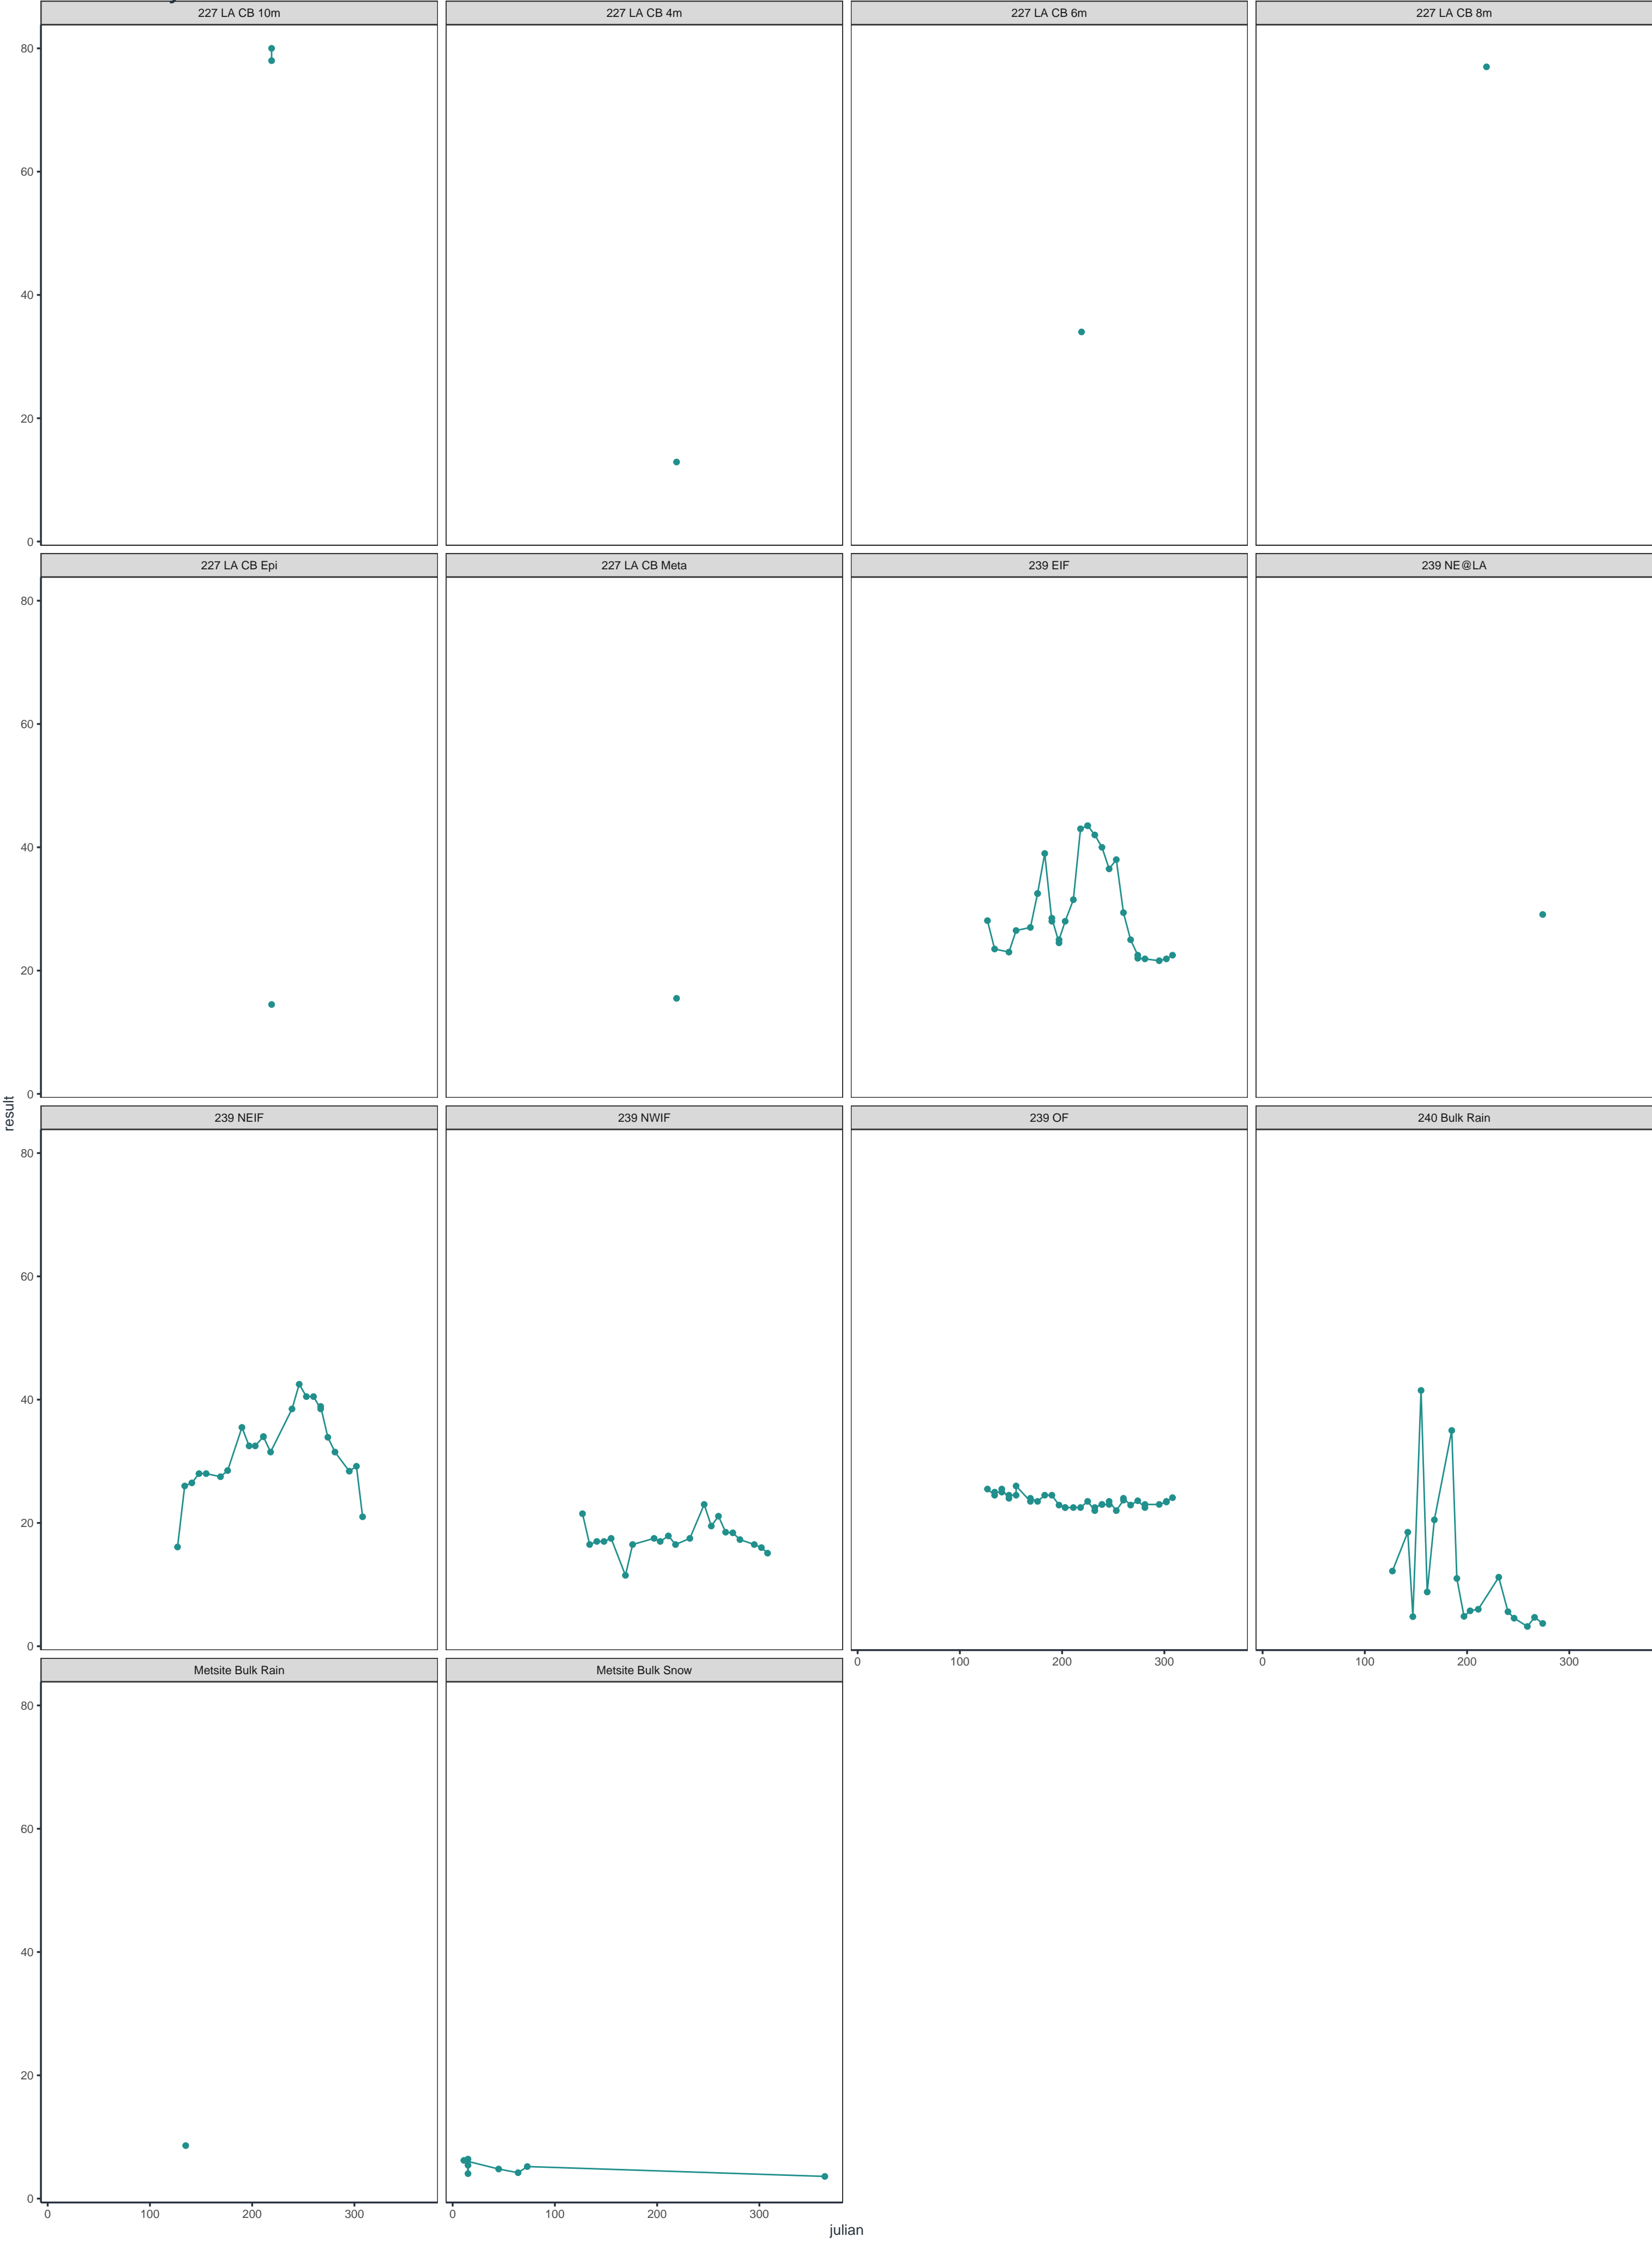 227 LA CB 10m 227 LA CB 4m 227 LA CB 6m 227 LA CB 8m
80
60
40
20
0
227 LA CB Epi 227 LA CB Meta 239 EIF 239 NE@LA
80
60
40
20
0
result
239 NEIF 239 NWIF 239 OF 240 Bulk Rain
80
60
40
20
0
0 100 200 300 0 100 200 300
Metsite Bulk Rain Metsite Bulk Snow
80
60
40
20
0
0 100 200 300 0 100 200 300
julian